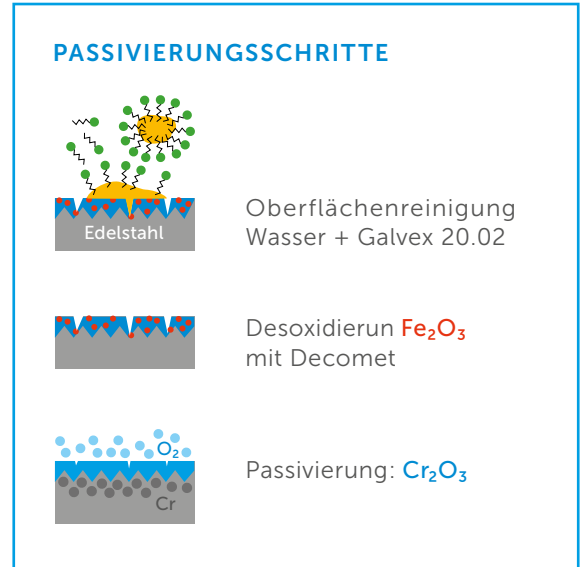 PASSIVIERUNGSSCHRITTE
Edelstahl
Oberflächenreinigung
Wasser + Galvex 20.02
Desoxidierun Fe₂O₃
mit Decomet
O₂
Cr
Passivierung: Cr₂O₃